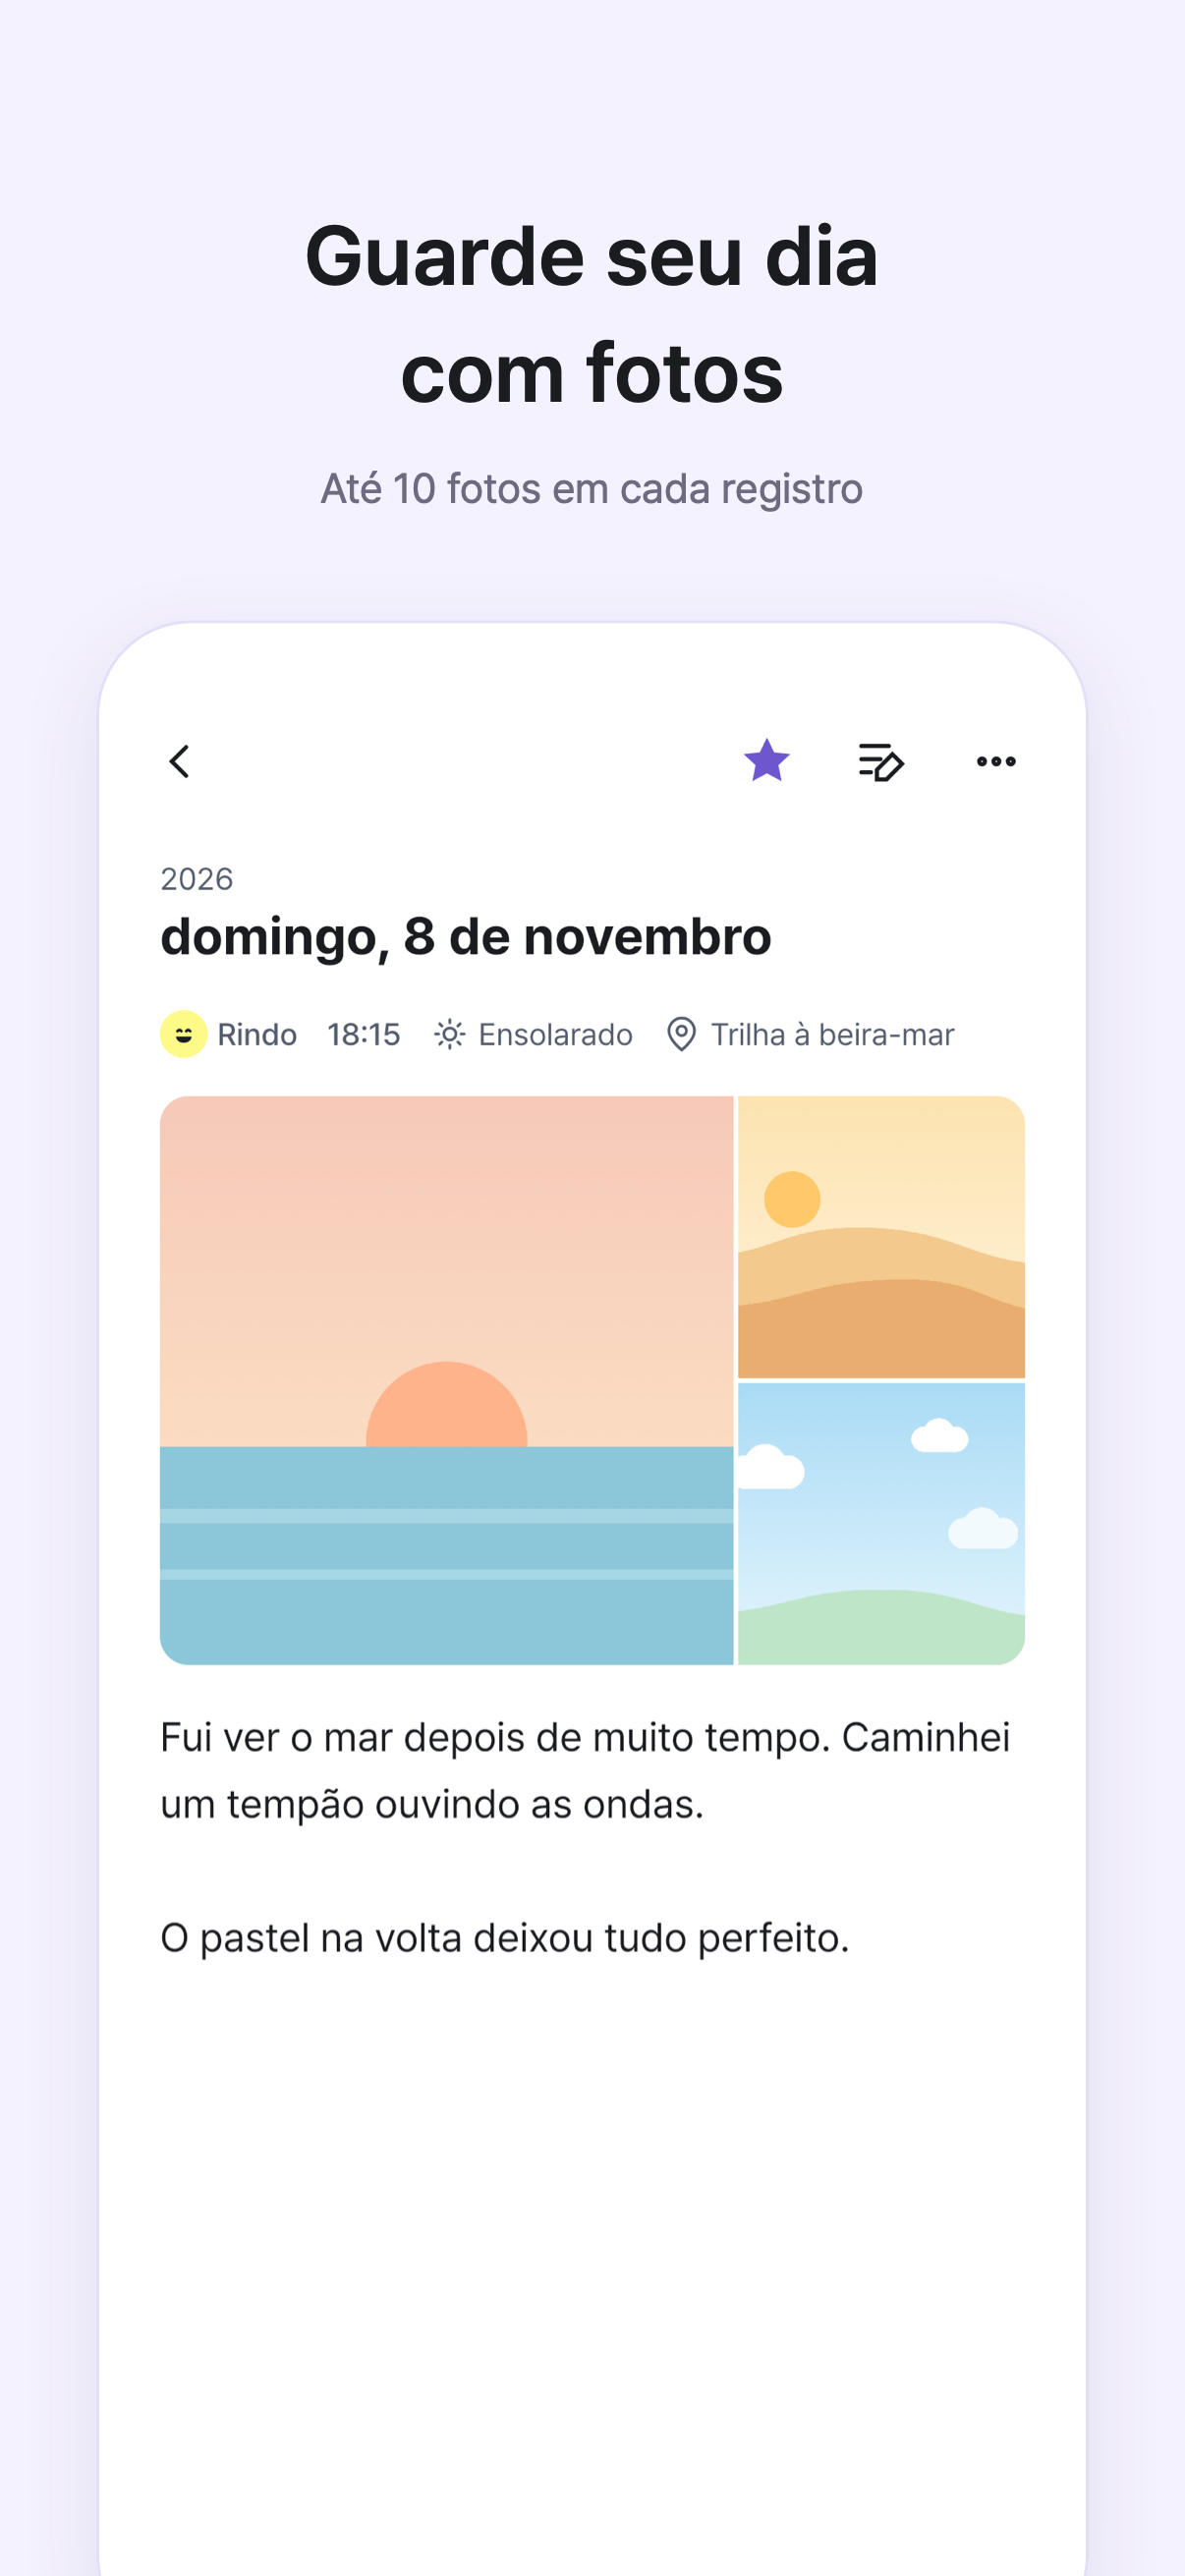 Guarde seu dia
com fotos
Até 10 fotos em cada registro
2026
domingo, 8 de novembro
Rindo 18:15 Ensolarado Trilha à beira-mar
Fui ver o mar depois de muito tempo. Caminhei
um tempão ouvindo as ondas.
O pastel na volta deixou tudo perfeito.